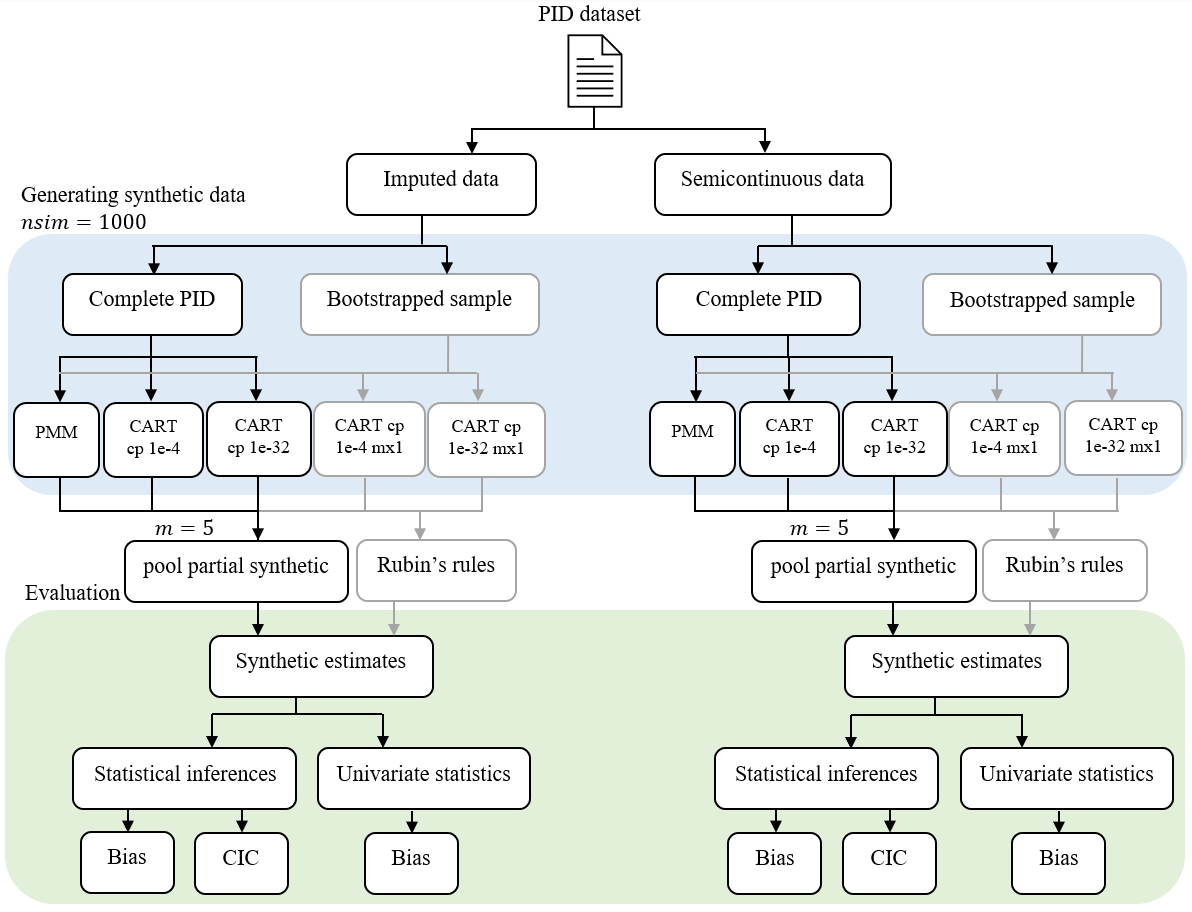 PID dataset
Imputed data
Semicontinuous data
Generating synthetic data
nsim = 1000
Complete PID
Bootstrapped sample
Complete PID
Bootstrapped sample
PMM
CART
cp 1e-4
CART
cp 1e-32
CART cp
1e-4 mx1
CART cp
1e-32 mx1
PMM
CART
cp 1e-4
CART
cp 1e-32
CART cp
1e-4 mx1
CART cp
1e-32 mx1
m = 5
m = 5
pool partial synthetic
Rubin’s rules
pool partial synthetic
Rubin’s rules
Evaluation
Synthetic estimates
Synthetic estimates
Statistical inferences
Univariate statistics
Statistical inferences
Univariate statistics
Bias
CIC
Bias
Bias
CIC
Bias